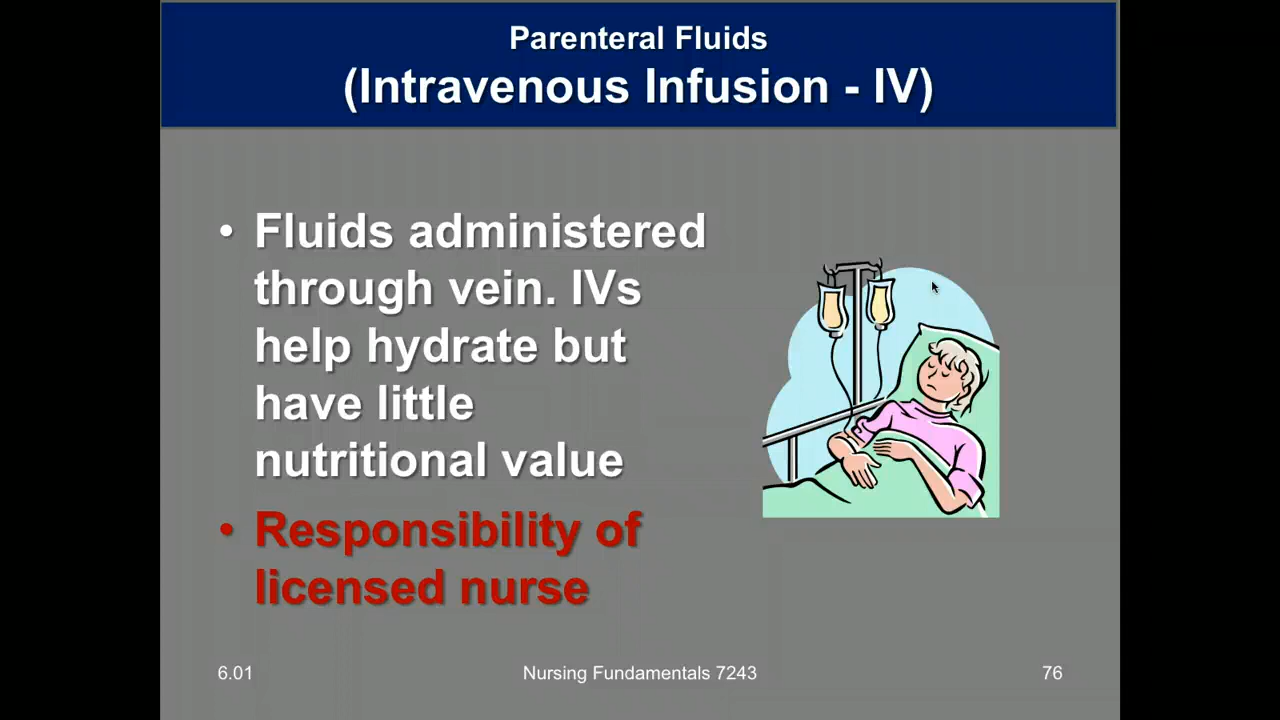 Parenteral Fluids
(Intravenous Infusion - IV)
• Fluids administered
through vein. IVs
help hydrate but
have little
nutritional value
• Responsibility of
licensed nurse
6.01 Nursing Fundamentals 7243 76